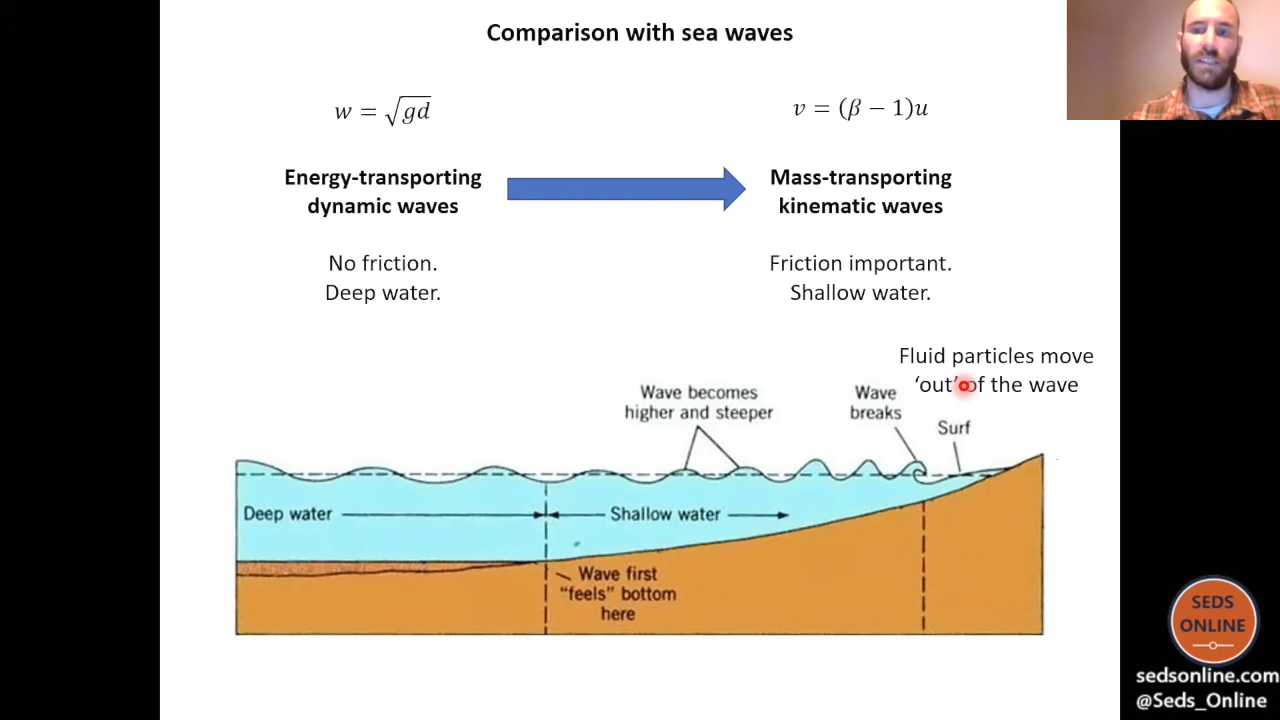 Comparison with sea waves
w = √gd
v = (β − 1)u
Energy-transporting
dynamic waves
Mass-transporting
kinematic waves
No friction.
Deep water.
Friction important.
Shallow water.
Fluid particles move
‘out’ of the wave
Wave becomes
higher and steeper
Wave
breaks
Surf
Deep water
Shallow water
Wave first
“feels” bottom
here
SEDS
ONLINE
sedsonline.com
@Seds_Online